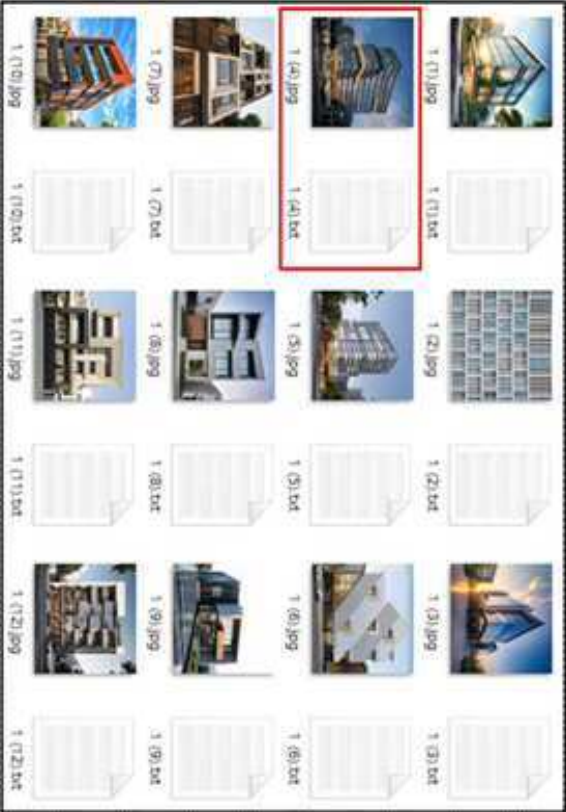 1 (1).jpg 1 (1).txt 1 (2).jpg 1 (2).txt 1 (3).jpg 1 (3).txt
1 (4).jpg 1 (4).txt 1 (5).jpg 1 (5).txt 1 (6).jpg 1 (6).txt
1 (7).jpg 1 (7).txt 1 (8).jpg 1 (8).txt 1 (9).jpg 1 (9).txt
1 (10).jpg 1 (10).txt 1 (11).jpg 1 (11).txt 1 (12).jpg 1 (12).txt